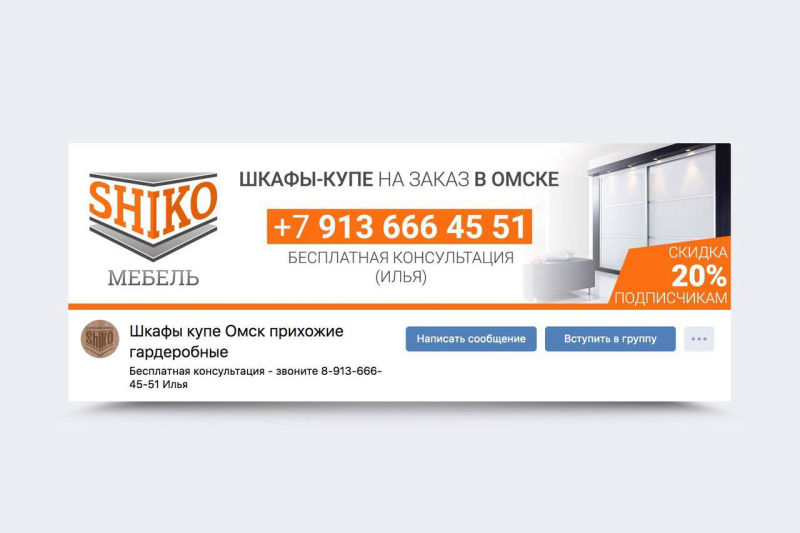 SHIKO
МЕБЕЛЬ
ШКАФЫ-КУПЕ НА ЗАКАЗ В ОМСКЕ
+7 913 666 45 51
БЕСПЛАТНАЯ КОНСУЛЬТАЦИЯ
(ИЛЬЯ)
СКИДКА
20%
ПОДПИСЧИКАМ
SHIKO
Шкафы купе Омск прихожие
гардеробные
Бесплатная консультация - звоните 8-913-666-
45-51 Илья
Написать сообщение
Вступить в группу